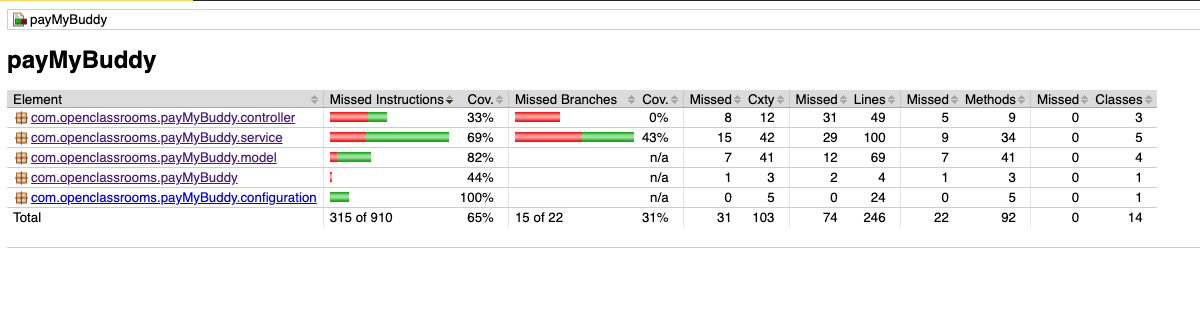 payMyBuddy
payMyBuddy
Element Missed Instructions Cov. Missed Branches Cov. Missed Cxty Missed Lines Missed Methods Missed Classes
com.openclassrooms.payMyBuddy.controller 33% 0% 8 12 31 49 5 9 0 3
com.openclassrooms.payMyBuddy.service 69% 43% 15 42 29 100 9 34 0 5
com.openclassrooms.payMyBuddy.model 82% n/a 7 41 12 69 7 41 0 4
com.openclassrooms.payMyBuddy 44% n/a 1 3 2 4 1 3 0 1
com.openclassrooms.payMyBuddy.configuration 100% n/a 0 5 0 24 0 5 0 1
Total 315 of 910 65% 15 of 22 31% 31 103 74 246 22 92 0 14